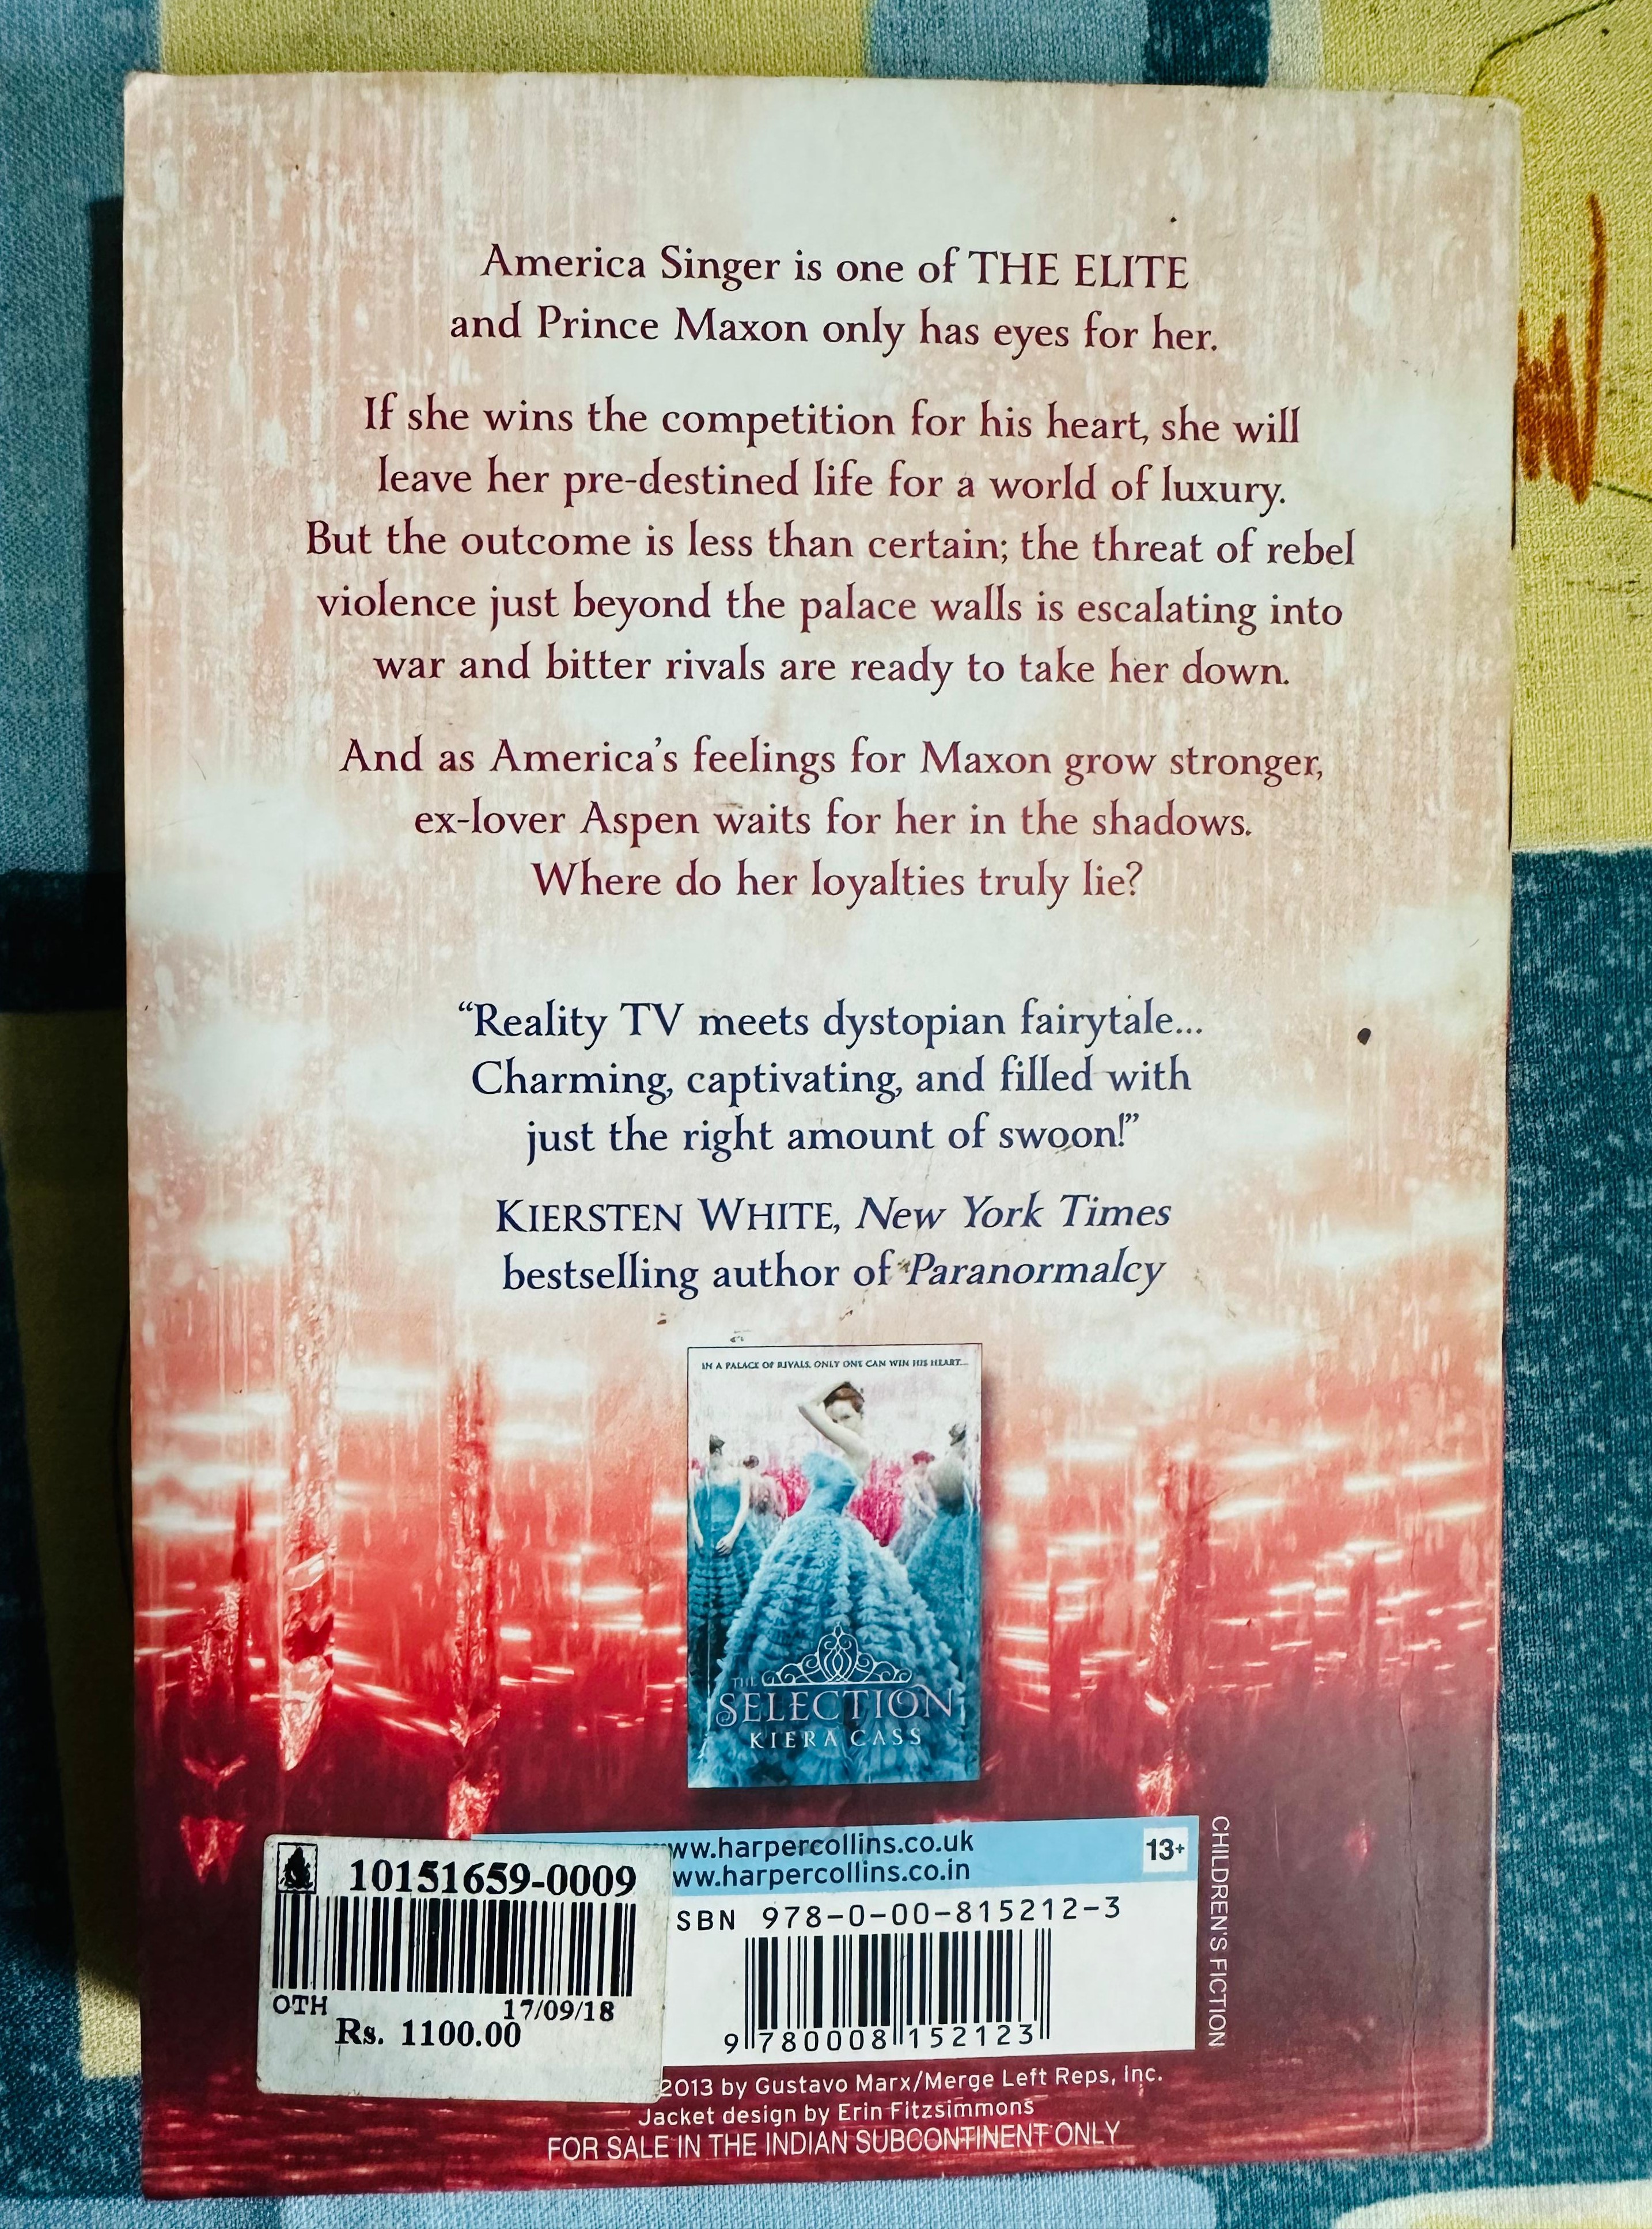 America Singer is one of THE ELITE
and Prince Maxon only has eyes for her.
If she wins the competition for his heart, she will
leave her pre-destined life for a world of luxury.
But the outcome is less than certain; the threat of rebel
violence just beyond the palace walls is escalating into
war and bitter rivals are ready to take her down.
And as America's feelings for Maxon grow stronger,
ex-lover Aspen waits for her in the shadows.
Where do her loyalties truly lie?
“Reality TV meets dystopian fairytale...
Charming, captivating, and filled with
just the right amount of swoon!”
KIERSTEN WHITE, New York Times
bestselling author of Paranormalcy
IN A PALACE OF RIVALS, ONLY ONE CAN WIN HIS HEART...
THE
SELECTION
KIERA CASS
ww.harpercollins.co.uk
ww.harpercollins.co.in
13+
CHILDREN'S FICTION
10151659-0009
OTH
17/09/18
Rs. 1100.00
SBN 978-0-00-815212-3
9 780008 152123
2013 by Gustavo Marx/Merge Left Reps, Inc.
Jacket design by Erin Fitzsimmons
FOR SALE IN THE INDIAN SUBCONTINENT ONLY